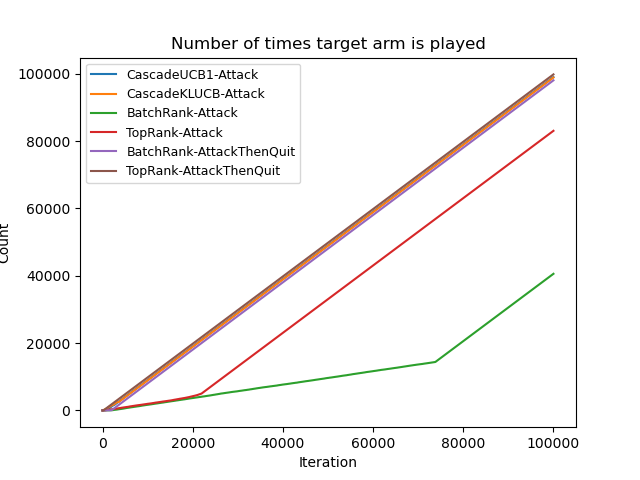 Number of times target arm is played
CascadeUCB1-Attack
CascadeKLUCB-Attack
BatchRank-Attack
TopRank-Attack
BatchRank-AttackThenQuit
TopRank-AttackThenQuit
100000
80000
60000
40000
20000
0
Count
0 20000 40000 60000 80000 100000
Iteration